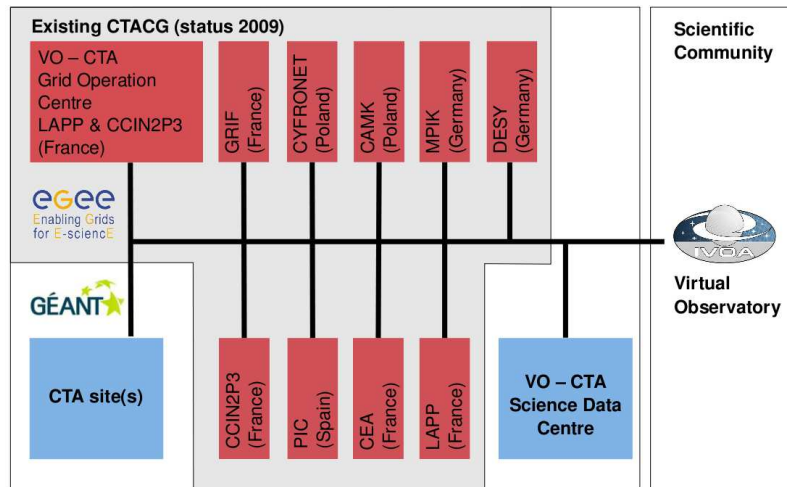 Existing CTACG (status 2009)
VO – CTA
Grid Operation
Centre
LAPP & CCIN2P3
(France)
GRIF
(France)
CYFRONET
(Poland)
CAMK
(Poland)
MPIK
(Germany)
DESY
(Germany)
Scientific
Community
eGee
Enabling Grids
for E-sciencE
IVOA
Virtual
Observatory
GÉANT
CTA site(s)
CCIN2P3
(France)
PIC
(Spain)
CEA
(France)
LAPP
(France)
VO – CTA
Science Data
Centre